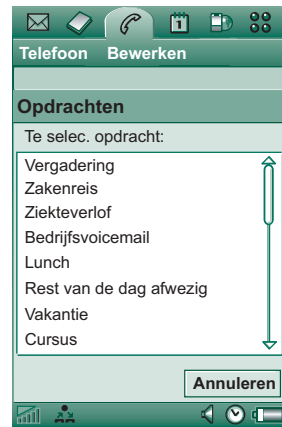 Telefoon Bewerken
Opdrachten
Te selec. opdracht:
Vergadering
Zakenreis
Ziekteverlof
Bedrijfsvoicemail
Lunch
Rest van de dag afwezig
Vakantie
Cursus
Annuleren